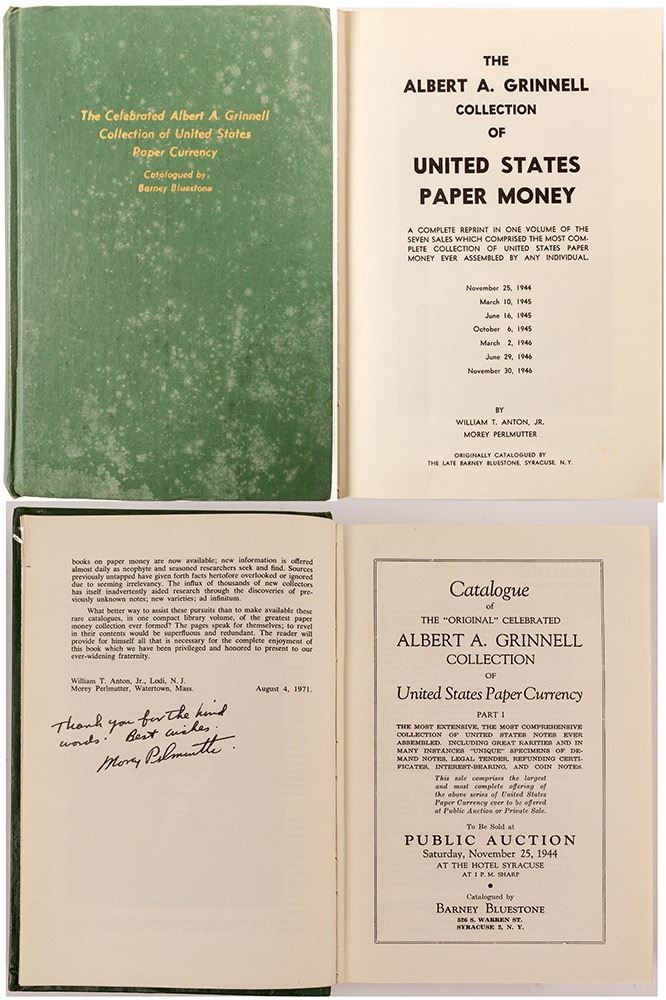 The Celebrated Albert A. Grinnell
Collection of United States
Paper Currency
Catalogued by
Barney Bluestone
THE
ALBERT A. GRINNELL
COLLECTION
OF
UNITED STATES
PAPER MONEY
A COMPLETE REPRINT IN ONE VOLUME OF THE
SEVEN SALES WHICH COMPRISED THE MOST COM-
PLETE COLLECTION OF UNITED STATES PAPER
MONEY EVER ASSEMBLED BY ANY INDIVIDUAL.
November 25, 1944
March 10, 1945
June 16, 1945
October 6, 1945
March 2, 1946
June 29, 1946
November 30, 1946
BY
WILLIAM T. ANTON, JR.
MOREY PERLMUTTER
ORIGINALLY CATALOGUED BY
THE LATE BARNEY BLUESTONE, SYRACUSE, N.Y.
books on paper money are now available; new information is offered
almost daily as neophyte and seasoned researchers seek and find. Sources
previously untapped have given forth facts hertofore overlooked or ignored
due to seeming irrelevancy. The influx of thousands of new collectors
has itself inadvertently aided research through the discoveries of pre-
viously unknown notes; new varieties; ad infinitum.
What better way to assist these pursuits than to make available these
rare catalogues, in one compact library volume, of the greatest paper
money collection ever formed? The pages speak for themselves; to revel
in their contents would be superfluous and redundant. The reader will
provide for himself all that is necessary for the complete enjoyment of
this book which we have been privileged and honored to present to our
ever-widening fraternity.
William T. Anton, Jr., Lodi, N. J.
Morey Perlmutter, Watertown, Mass. August 4, 1971.
Thank you for the kind
words. Best wishes.
Morey Perlmutter.
Catalogue
of
THE "ORIGINAL" CELEBRATED
ALBERT A. GRINNELL
COLLECTION
OF
United States Paper Currency
PART I
THE MOST EXTENSIVE, THE MOST COMPREHENSIVE
COLLECTION OF UNITED STATES NOTES EVER
ASSEMBLED, INCLUDING GREAT RARITIES AND IN
MANY INSTANCES "UNIQUE" SPECIMENS OF DE-
MAND NOTES, LEGAL TENDER, REFUNDING CERTI-
FICATES, INTEREST-BEARING, AND COIN NOTES.
This sale comprises the largest
and most complete offering of
the above series of United States
Paper Currency ever to be offered
at Public Auction or Private Sale.
To Be Sold at
PUBLIC AUCTION
Saturday, November 25, 1944
AT THE HOTEL SYRACUSE
AT 1 P. M. SHARP
Catalogued by
BARNEY BLUESTONE
526 S. WARREN ST.
SYRACUSE 2, N. Y.